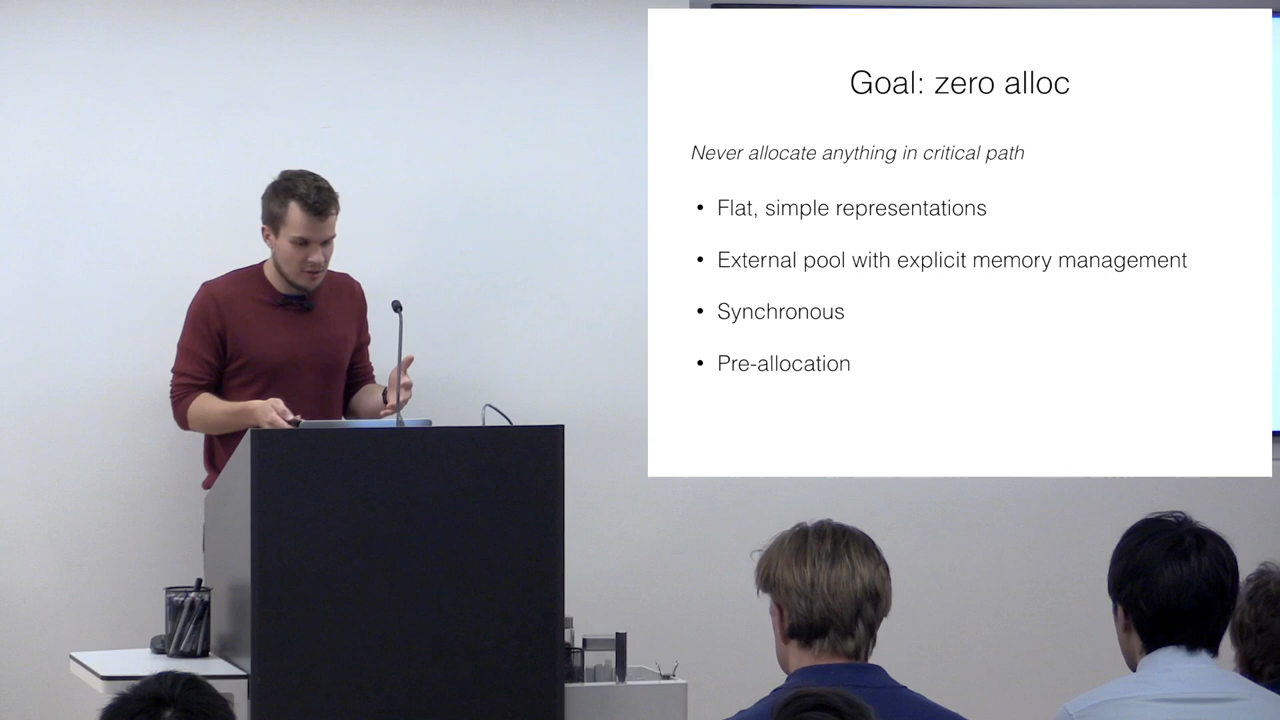 Goal: zero alloc
Never allocate anything in critical path
• Flat, simple representations
• External pool with explicit memory management
• Synchronous
• Pre-allocation